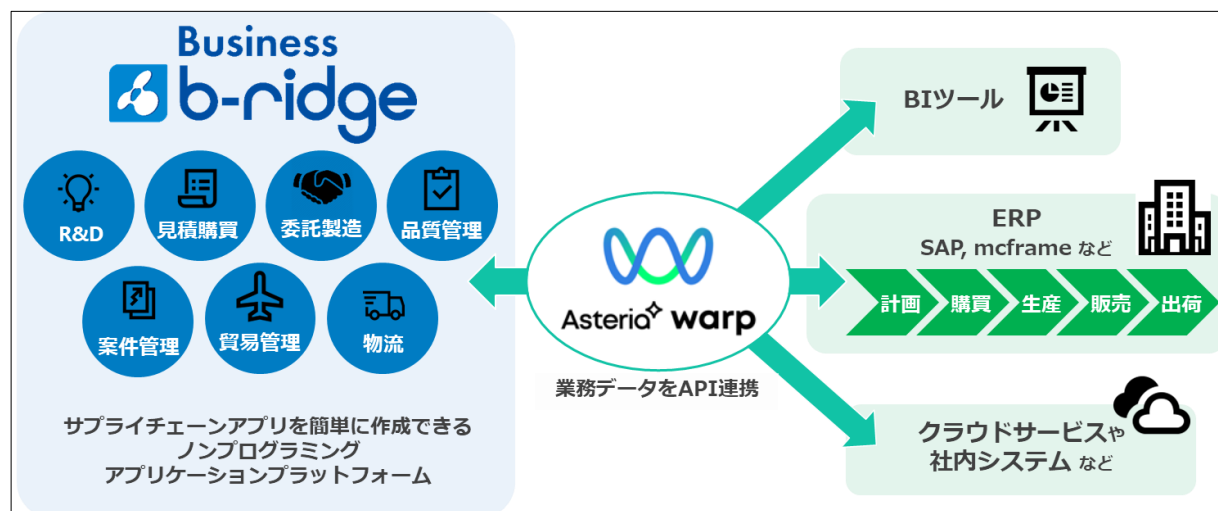 Business
b-ridge
R&D
見積購買
委託製造
品質管理
案件管理
貿易管理
物流
サプライチェーンアプリを簡単に作成できる
ノンプログラミング
アプリケーションプラットフォーム
Asteria warp
業務データをAPI連携
BIツール
ERP
SAP, mcframe など
計画
購買
生産
販売
出荷
クラウドサービスや
社内システム など